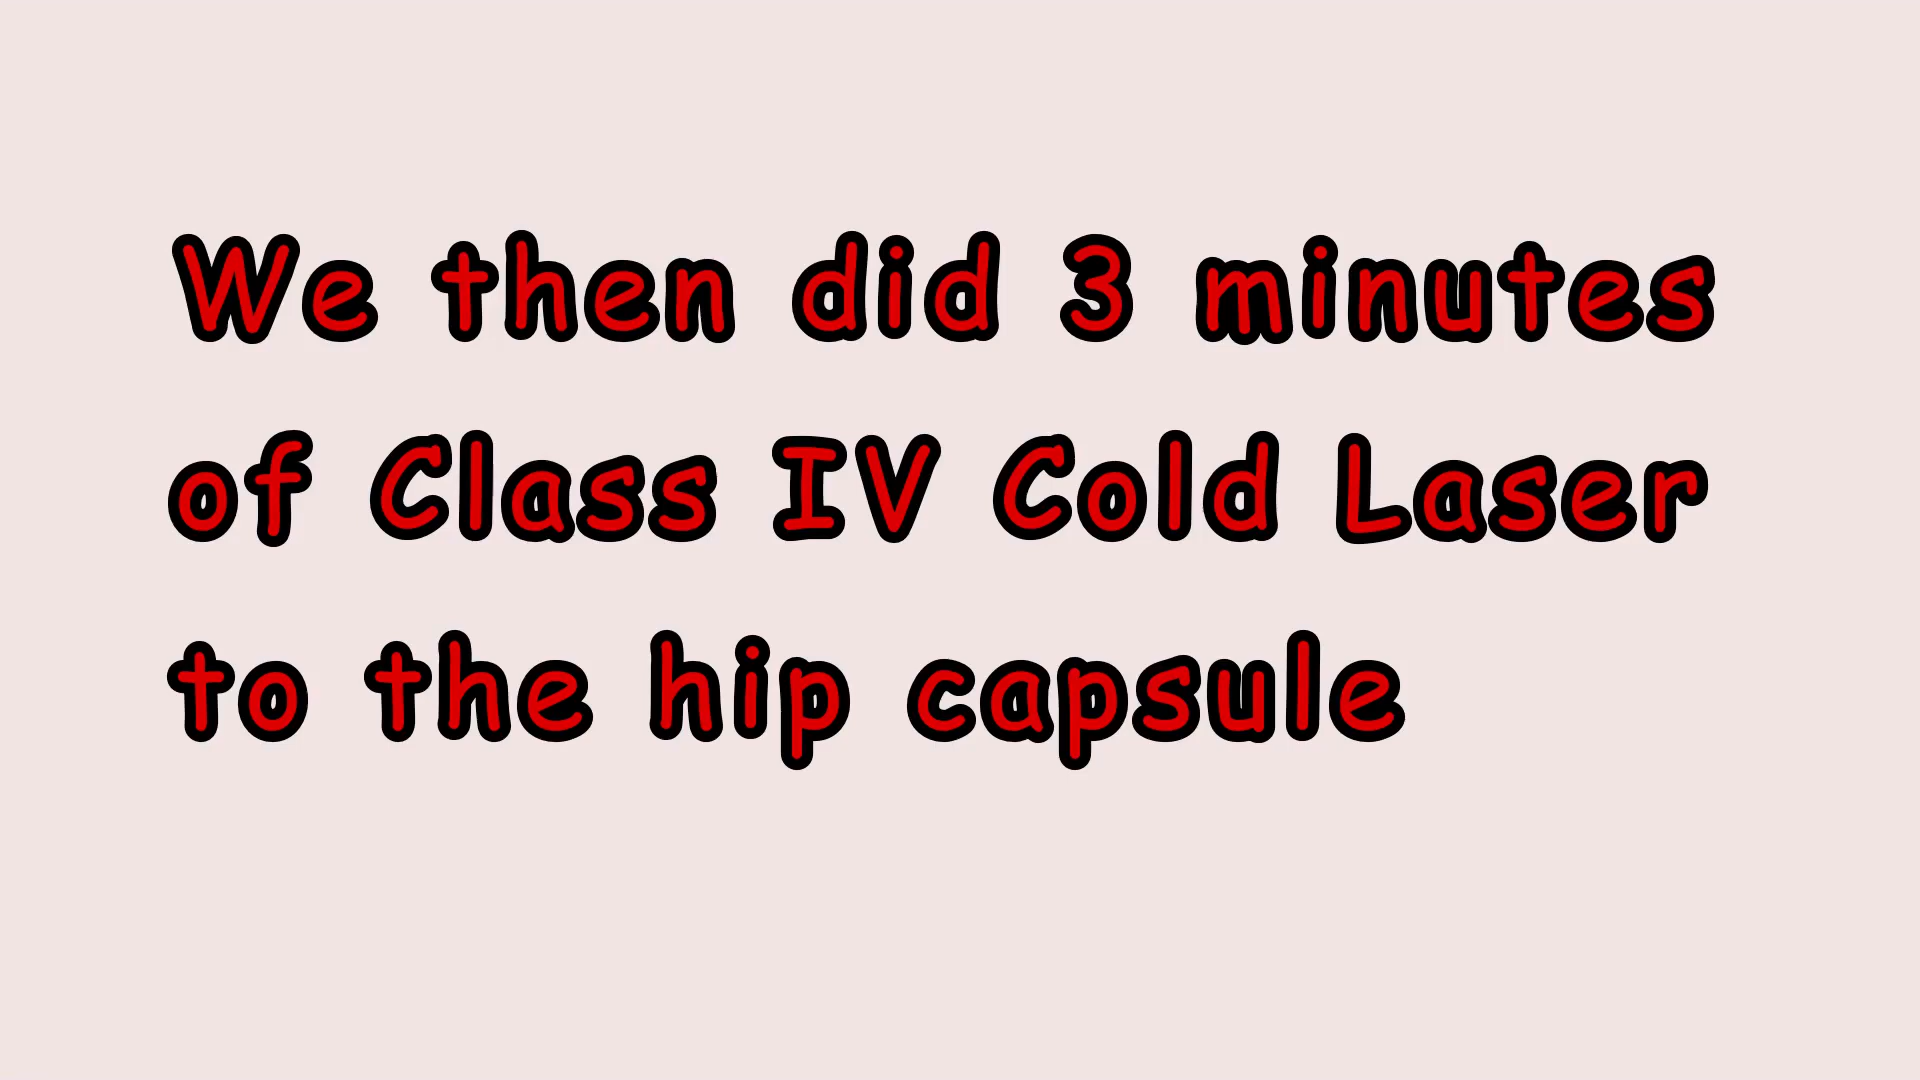 We then did 3 minutes
of Class IV Cold Laser
to the hip capsule